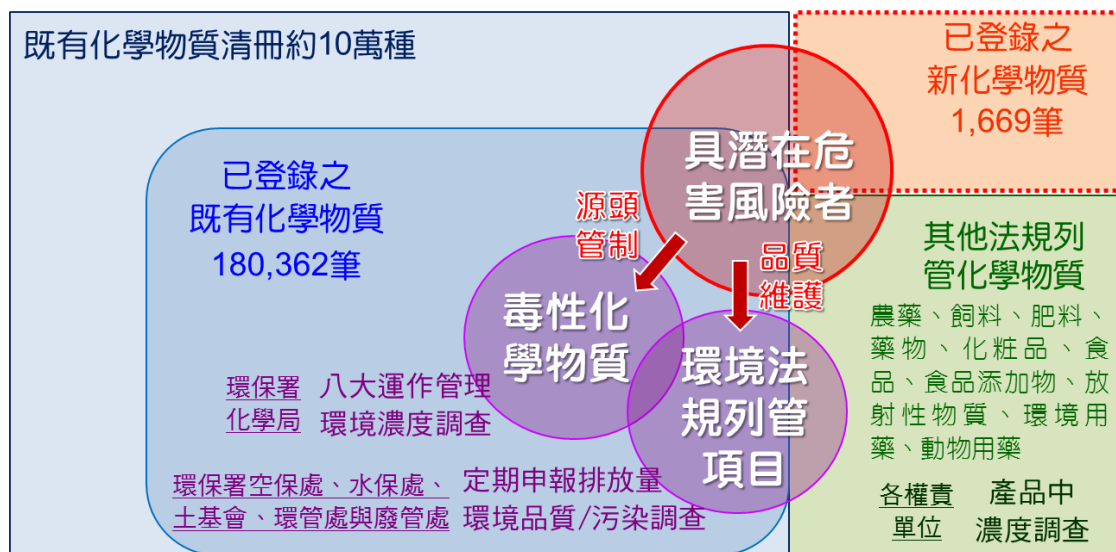 既有化學物質清冊約10萬種
已登錄之
新化學物質
1,669筆
具潛在危
害風險者
已登錄之
既有化學物質
180,362筆
源頭
管制
品質
維護
毒性化
學物質
環境法
規列管
項目
其他法規列
管化學物質
農藥、飼料、肥料、
藥物、化粧品、食
品、食品添加物、放
射性物質、環境用
藥、動物用藥
環保署
化學局
八大運作管理
環境濃度調查
環保署空保處、水保處、
土基會、環管處與廢管處
定期申報排放量
環境品質/污染調查
各權責
單位
產品中
濃度調查